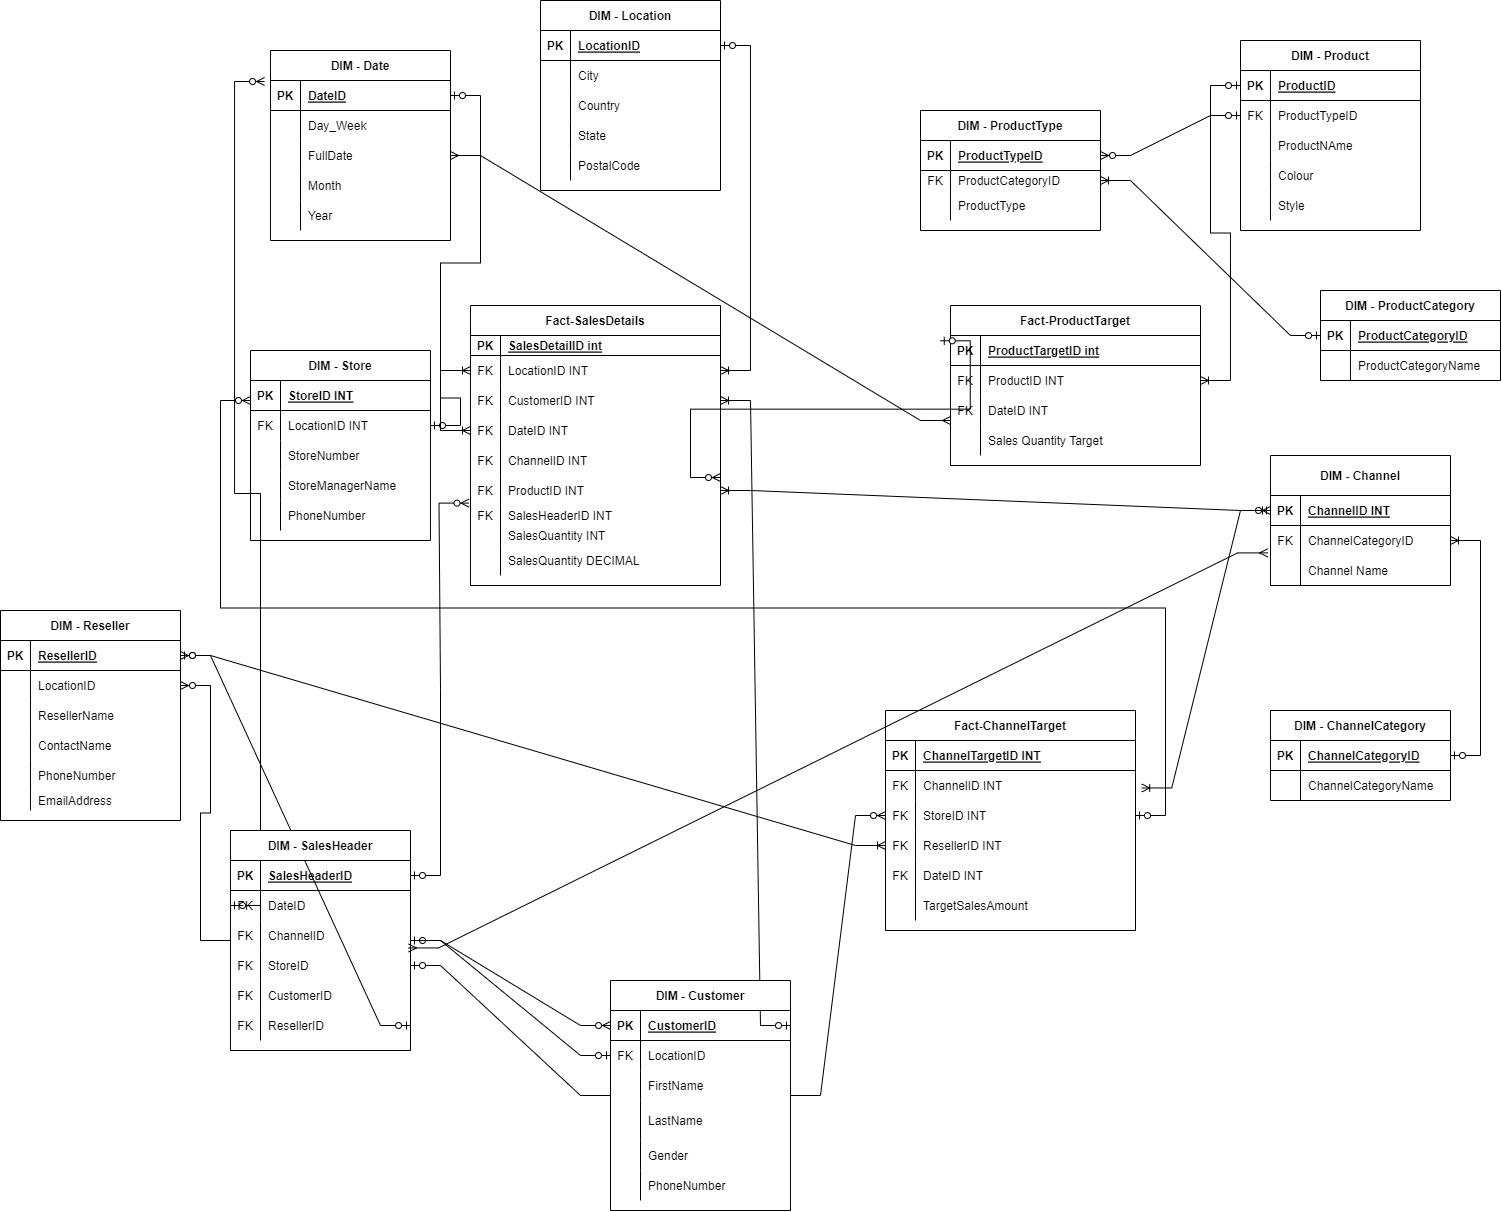 DIM - Location
PK LocationID
City
Country
State
PostalCode
DIM - Date
PK DateID
Day_Week
FullDate
Month
Year
DIM - Product
PK ProductID
FK ProductTypeID
ProductNAme
Colour
Style
DIM - ProductType
PK ProductTypeID
FK ProductCategoryID
ProductType
DIM - ProductCategory
PK ProductCategoryID
ProductCategoryName
Fact-SalesDetails
PK SalesDetailID int
FK LocationID INT
FK CustomerID INT
FK DateID INT
FK ChannelID INT
FK ProductID INT
FK SalesHeaderID INT
SalesQuantity INT
SalesQuantity DECIMAL
Fact-ProductTarget
PK ProductTargetID int
FK ProductID INT
FK DateID INT
Sales Quantity Target
DIM - Store
PK StoreID INT
FK LocationID INT
StoreNumber
StoreManagerName
PhoneNumber
DIM - Channel
PK ChannelID INT
FK ChannelCategoryID
Channel Name
DIM - Reseller
PK ResellerID
LocationID
ResellerName
ContactName
PhoneNumber
EmailAddress
Fact-ChannelTarget
PK ChannelTargetID INT
FK ChannelID INT
FK StoreID INT
FK ResellerID INT
FK DateID INT
TargetSalesAmount
DIM - ChannelCategory
PK ChannelCategoryID
ChannelCategoryName
DIM - SalesHeader
PK SalesHeaderID
FK DateID
FK ChannelID
FK StoreID
FK CustomerID
FK ResellerID
DIM - Customer
PK CustomerID
FK LocationID
FirstName
LastName
Gender
PhoneNumber